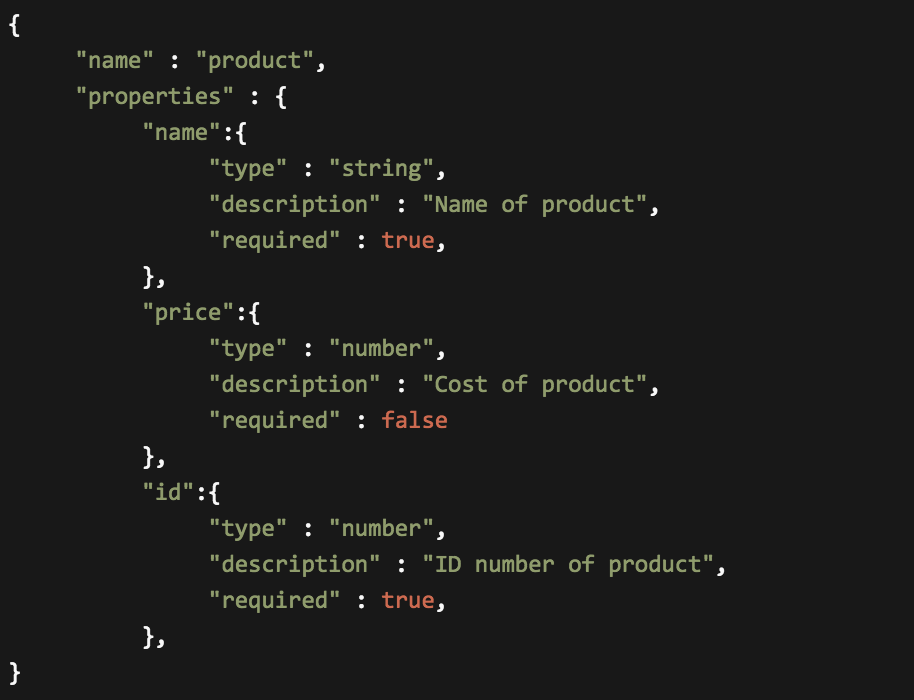 {
"name" : "product",
"properties" : {
"name":{
"type" : "string",
"description" : "Name of product",
"required" : true,
},
"price":{
"type" : "number",
"description" : "Cost of product",
"required" : false
},
"id":{
"type" : "number",
"description" : "ID number of product",
"required" : true,
},
}